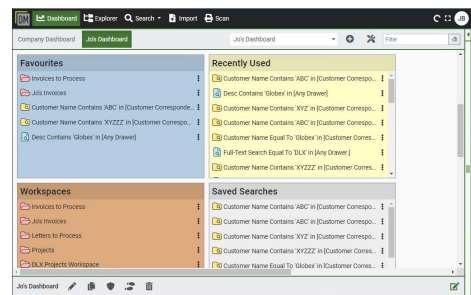 DM Dashboard Explorer Search Import Scan JB
Company Dashboard Jo's Dashboard Jo's Dashboard Filter
Favourites
Invoices to Process
Jo's Invoices
Customer Name Contains 'ABC' in [Customer Corresponde...
Customer Name Contains 'XYZZZ' in [Customer Correspo...
Desc Contains 'Globex' in [Any Drawer]
Recently Used
Customer Name Contains 'ABC' in [Customer Correspo...
Desc Contains 'Globex' in [Any Drawer]
Customer Name Contains 'XYZ' in [Customer Correspo...
Customer Name Contains 'ABC' in [Customer Correspo...
Customer Name Equal To 'Globex' in [Customer Corres...
Full-Text Search Equal To 'DLX' in [Any Drawer.]
Customer Name Contains 'XYZZZ' in [Customer Corres...
Workspaces
Invoices to Process
Jo's Invoices
Letters to Process
Projects
DLX Projects Workspace
Saved Searches
Customer Name Contains 'ABC' in [Customer Correspo...
Customer Name Contains 'ABC' in [Customer Correspo...
Customer Name Contains 'XYZ' in [Customer Correspo...
Customer Name Contains 'XYZZZ' in [Customer Corres...
Customer Name Equal To 'Globex' in [Customer Corres...
Jo's Dashboard